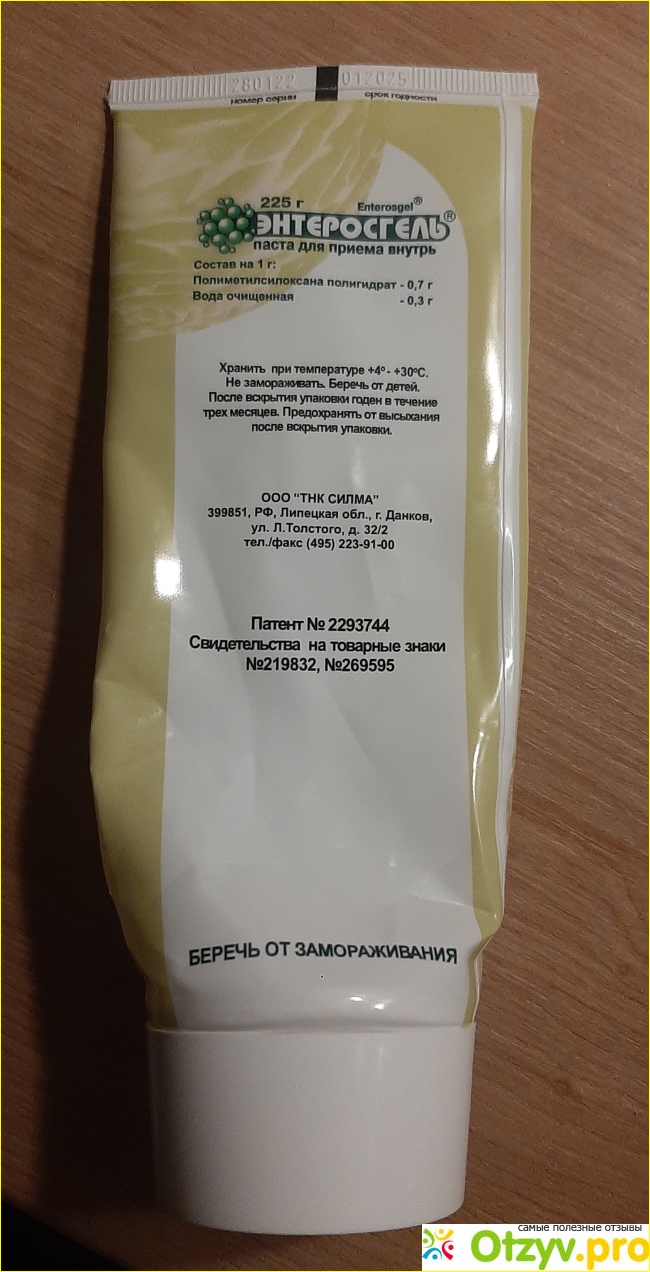 280122 012025
номер серии срок годности
225 г Enterosgel®
ЭНТЕРОСГЕЛЬ®
паста для приема внутрь
Состав на 1 г:
Полиметилсилоксана полигидрат - 0,7 г
Вода очищенная - 0,3 г
Хранить при температуре +4º - +30ºС.
Не замораживать. Беречь от детей.
После вскрытия упаковки годен в течение
трех месяцев. Предохранять от высыхания
после вскрытия упаковки.
ООО "ТНК СИЛМА"
399851, РФ, Липецкая обл., г. Данков,
ул. Л.Толстого, д. 32/2
тел./факс (495) 223-91-00
Патент № 2293744
Свидетельства на товарные знаки
№219832, №269595
БЕРЕЧЬ ОТ ЗАМОРАЖИВАНИЯ
самые полезные отзывы
Otzyv.pro